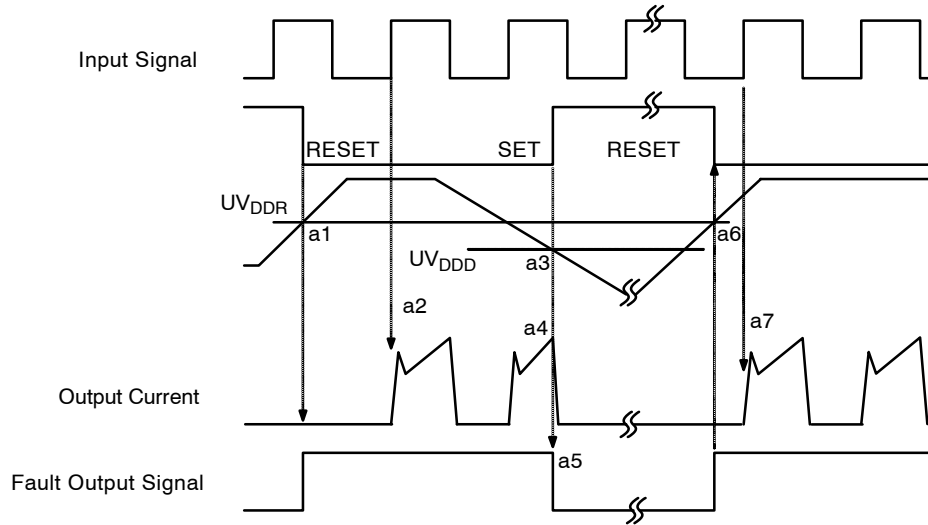 Input Signal
RESET SET RESET
UVDDR
a1 a6
UVDDD a3
a2 a4 a7
Output Current
a5
Fault Output Signal